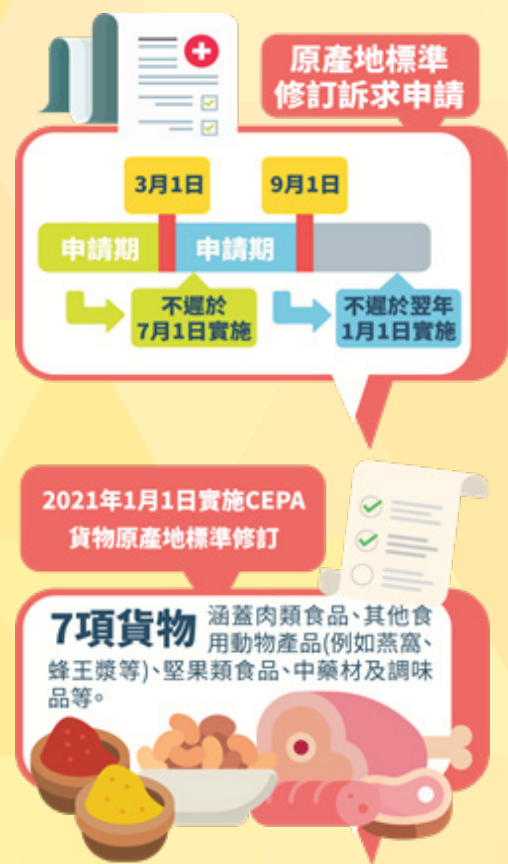 原產地標準
修訂訴求申請
3月1日
9月1日
申請期
申請期
不遲於
7月1日實施
不遲於翌年
1月1日實施
2021年1月1日實施CEPA
貨物原產地標準修訂
7項貨物 涵蓋肉類食品、其他食
用動物產品(例如燕窩、
蜂王漿等)、堅果類食品、中藥材及調味
品等。